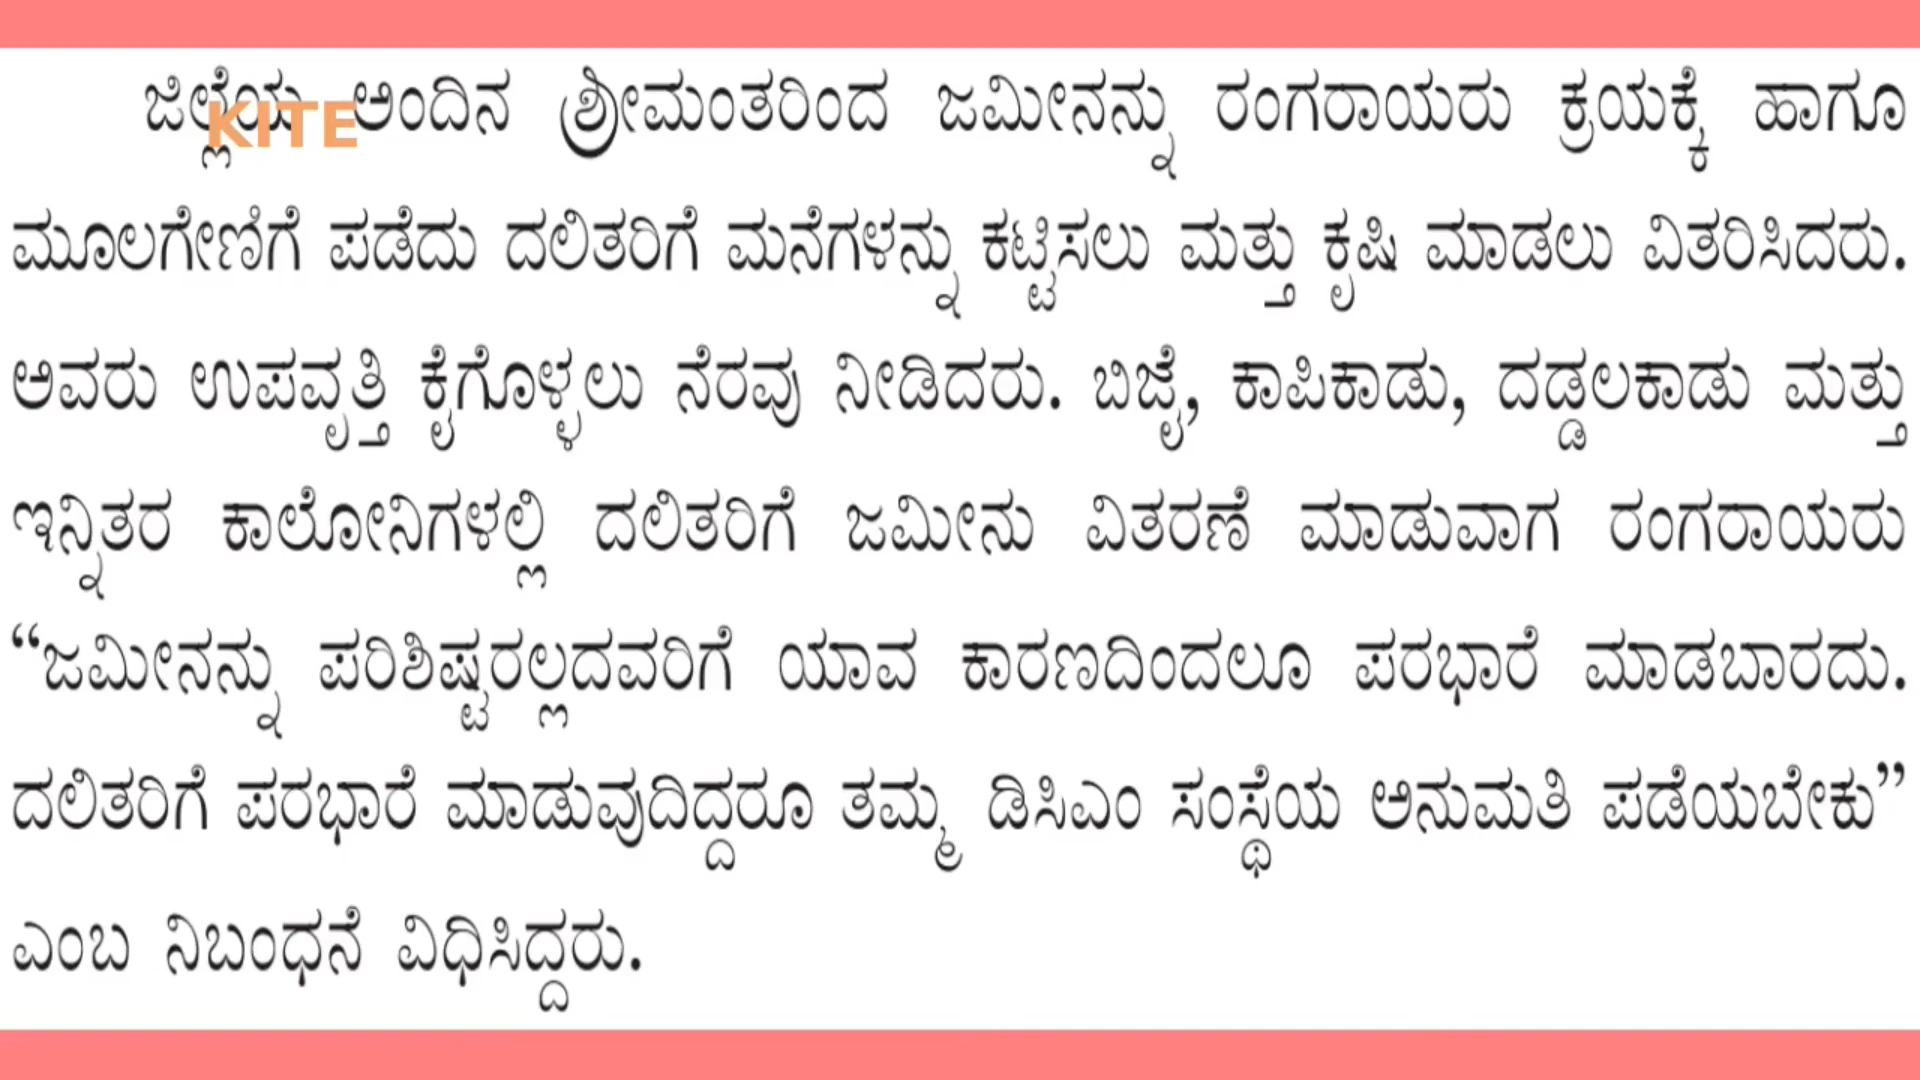 ಜಿಲ್ಲೆಯ ಅಂದಿನ ಶ್ರೀಮಂತರಿಂದ ಜಮೀನನ್ನು ರಂಗರಾಯರು ಕ್ರಯಕ್ಕೆ ಹಾಗೂ
KITE
ಮೂಲಗೇಣಿಗೆ ಪಡೆದು ದಲಿತರಿಗೆ ಮನೆಗಳನ್ನು ಕಟ್ಟಿಸಲು ಮತ್ತು ಕೃಷಿ ಮಾಡಲು ವಿತರಿಸಿದರು.
ಅವರು ಉಪವೃತ್ತಿ ಕೈಗೊಳ್ಳಲು ನೆರವು ನೀಡಿದರು. ಬಿಜೈ, ಕಾಪಿಕಾಡು, ದಡ್ಡಲಕಾಡು ಮತ್ತು
ಇನ್ನಿತರ ಕಾಲೋನಿಗಳಲ್ಲಿ ದಲಿತರಿಗೆ ಜಮೀನು ವಿತರಣೆ ಮಾಡುವಾಗ ರಂಗರಾಯರು
“ಜಮೀನನ್ನು ಪರಿಶಿಷ್ಟರಲ್ಲದವರಿಗೆ ಯಾವ ಕಾರಣದಿಂದಲೂ ಪರಭಾರೆ ಮಾಡಬಾರದು.
ದಲಿತರಿಗೆ ಪರಭಾರೆ ಮಾಡುವುದಿದ್ದರೂ ತಮ್ಮ ಡಿಸಿಎಂ ಸಂಸ್ಥೆಯ ಅನುಮತಿ ಪಡೆಯಬೇಕು”
ಎಂಬ ನಿಬಂಧನೆ ವಿಧಿಸಿದ್ದರು.